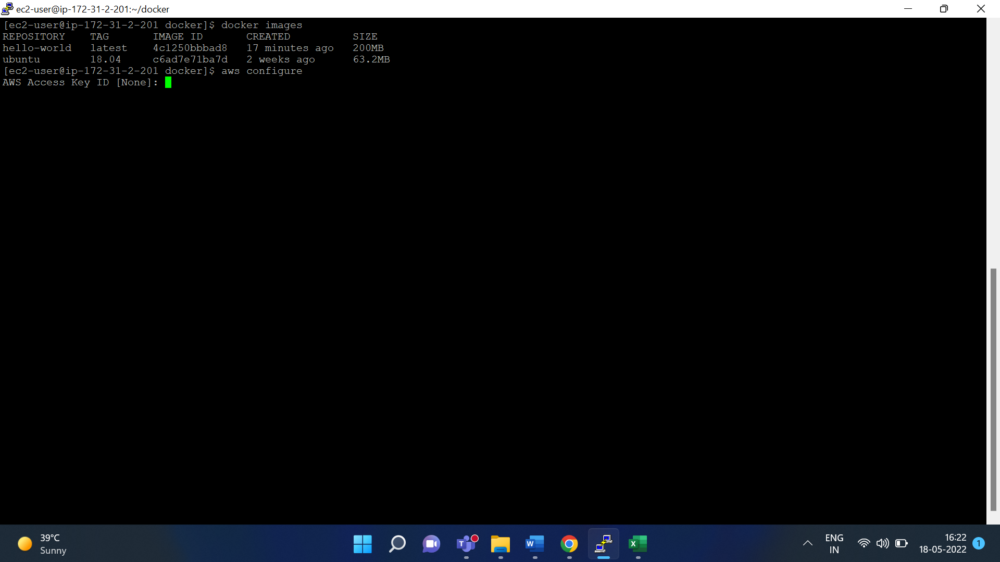 ec2-user@ip-172-31-2-201:~/docker
[ec2-user@ip-172-31-2-201 docker]$ docker images
REPOSITORY    TAG       IMAGE ID       CREATED          SIZE
hello-world   latest    4c1250bbbad8   17 minutes ago   200MB
ubuntu        18.04     c6ad7e71ba7d   2 weeks ago      63.2MB
[ec2-user@ip-172-31-2-201 docker]$ aws configure
AWS Access Key ID [None]:
39°C
Sunny
T
W
X
ENG
IN
16:22
18-05-2022
1